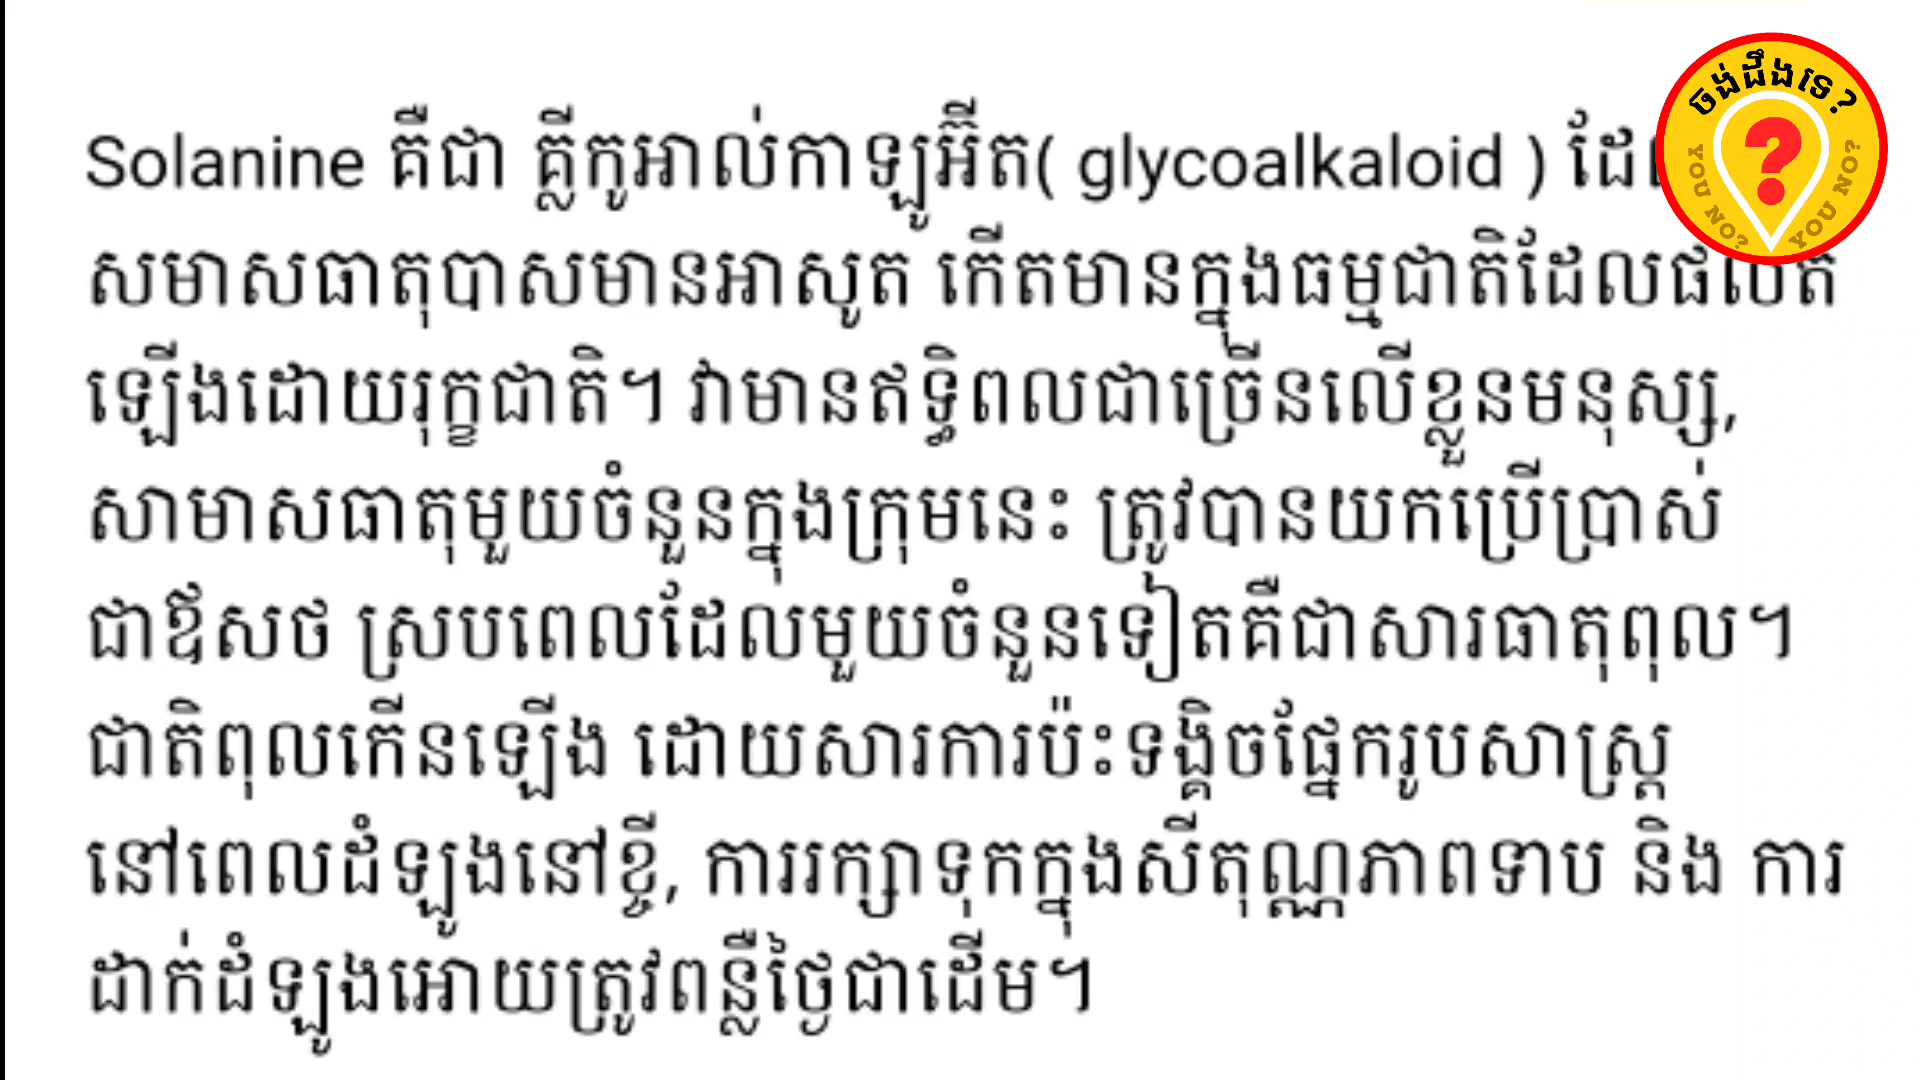 Solanine គឺជា គ្លីកូអាល់កាឡូអ៊ីត( glycoalkaloid )
សមាសធាតុបាសមានអាសូត កើតមានក្នុងធម្មជាតិដែលផលិត
ឡើងដោយរុក្ខជាតិ។ វាមានឥទ្ធិពលជាច្រើនលើខ្លួនមនុស្ស,
សាមាសធាតុមួយចំនួនក្នុងក្រុមនេះ ត្រូវបានយកប្រើប្រាស់
ជាឱសថ ស្របពេលដែលមួយចំនួនទៀតគឺជាសារធាតុពុល។
ជាតិពុលកើនឡើង ដោយសារការប៉ះទង្គិចផ្នែករូបសាស្ត្រ
នៅពេលដំឡូងនៅខ្ចី, ការរក្សាទុកក្នុងសីតុណ្ណភាពទាប និង ការ
ដាក់ដំឡូងអោយត្រូវពន្លឺថ្ងៃជាដើម។
ចង់ដឹងទេ?
?
YOU NO?
YOU NO?